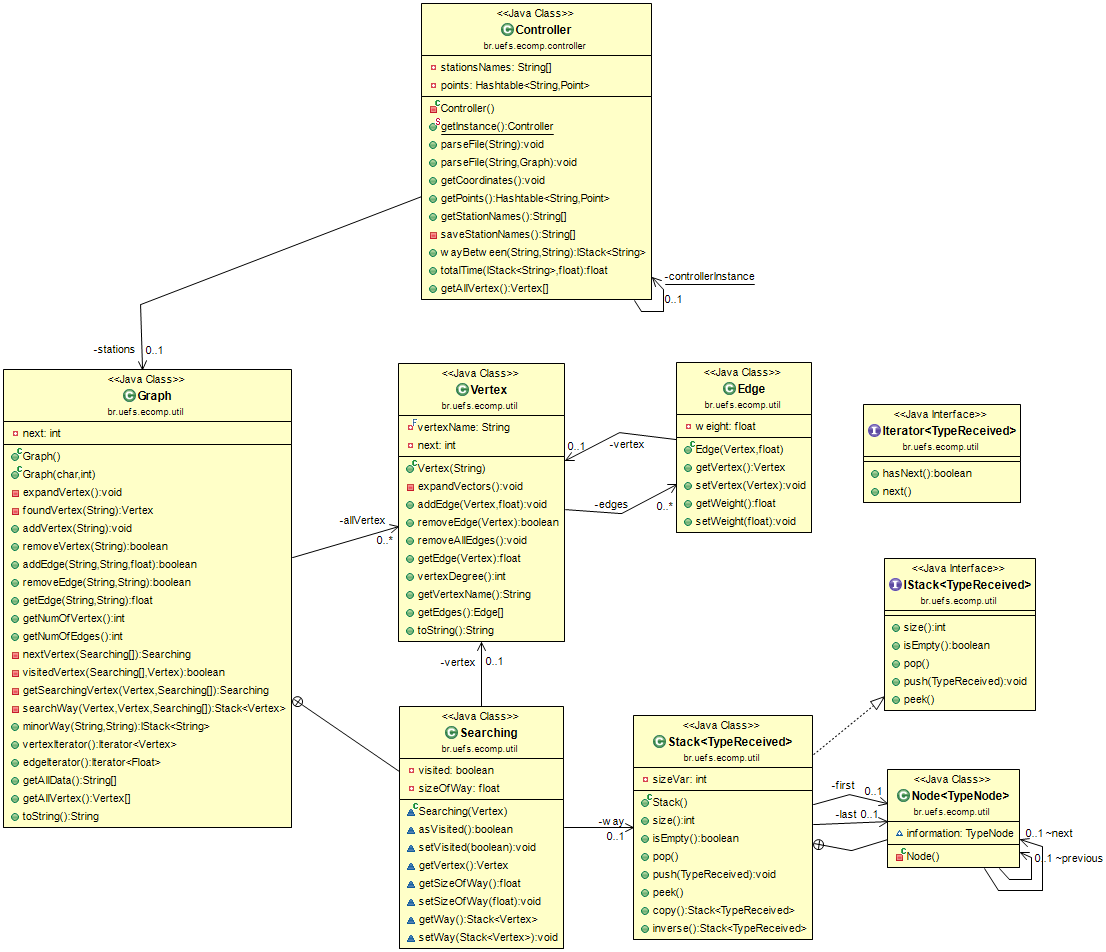 <<Java Class>>
Controller
br.uefs.ecomp.controller
stationsNames: String[]
points: Hashtable<String,Point>
Controller()
getInstance():Controller
parseFile(String):void
parseFile(String,Graph):void
getCoordinates():void
getPoints():Hashtable<String,Point>
getStationNames():String[]
saveStationNames():String[]
wayBetween(String,String):IStack<String>
totalTime(IStack<String>,float):float
getAllVertex():Vertex[]
-controllerInstance
0..1
-stations
0..1
<<Java Class>>
Graph
br.uefs.ecomp.util
next: int
Graph()
Graph(char,int)
expandVertex():void
foundVertex(String):Vertex
addVertex(String):void
removeVertex(String):boolean
addEdge(String,String,float):boolean
removeEdge(String,String):boolean
getEdge(String,String):float
getNumOfVertex():int
getNumOfEdges():int
nextVertex(Searching[]):Searching
visitedVertex(Searching[],Vertex):boolean
getSearchingVertex(Vertex,Searching[]):Searching
searchWay(Vertex,Vertex,Searching[]):Stack<Vertex>
minorWay(String,String):IStack<String>
vertexIterator():Iterator<Vertex>
edgeIterator():Iterator<Float>
getAllData():String[]
getAllVertex():Vertex[]
toString():String
-allVertex
0..*
<<Java Class>>
Vertex
br.uefs.ecomp.util
vertexName: String
next: int
Vertex(String)
expandVectors():void
addEdge(Vertex,float):void
removeEdge(Vertex):boolean
removeAllEdges():void
getEdge(Vertex):float
vertexDegree():int
getVertexName():String
getEdges():Edge[]
toString():String
0..1
-vertex
-edges
0..*
<<Java Class>>
Edge
br.uefs.ecomp.util
weight: float
Edge(Vertex,float)
getVertex():Vertex
setVertex(Vertex):void
getWeight():float
setWeight(float):void
<<Java Interface>>
Iterator<TypeReceived>
br.uefs.ecomp.util
hasNext():boolean
next()
<<Java Interface>>
IStack<TypeReceived>
br.uefs.ecomp.util
size():int
isEmpty():boolean
pop()
push(TypeReceived):void
peek()
-vertex
0..1
<<Java Class>>
Searching
br.uefs.ecomp.util
visited: boolean
sizeOfWay: float
Searching(Vertex)
asVisited():boolean
setVisited(boolean):void
getVertex():Vertex
getSizeOfWay():float
setSizeOfWay(float):void
getWay():Stack<Vertex>
setWay(Stack<Vertex>):void
-way
0..1
<<Java Class>>
Stack<TypeReceived>
br.uefs.ecomp.util
sizeVar: int
Stack()
size():int
isEmpty():boolean
pop()
push(TypeReceived):void
peek()
copy():Stack<TypeReceived>
inverse():Stack<TypeReceived>
-first
0..1
-last 0..1
<<Java Class>>
Node<TypeNode>
br.uefs.ecomp.util
information: TypeNode
Node()
0..1 ~next
0..1 ~previous